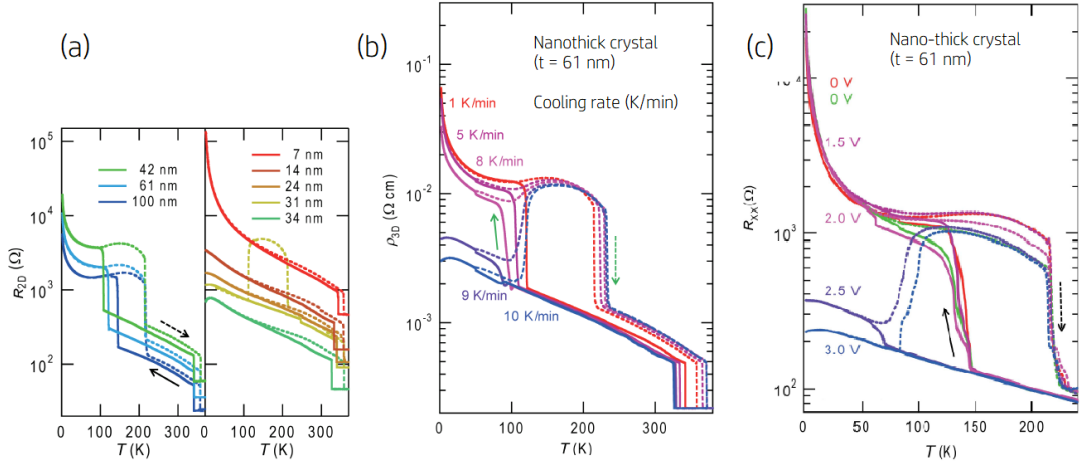 (a)
10⁵
10⁴
10³
10²
R2D (Ω)
42 nm
61 nm
100 nm
7 nm
14 nm
24 nm
31 nm
34 nm
0 100 200 300
0 100 200 300
T (K)
T (K)
(b)
Nanothick crystal
(t = 61 nm)
Cooling rate (K/min)
10⁻¹
10⁻²
10⁻³
ρ3D (Ω cm)
1 K/min
5 K/min
8 K/min
9 K/min
10 K/min
0 100 200 300
T (K)
(c)
Nano-thick crystal
(t = 61 nm)
10³
10²
RXX(Ω)
0 V
0 V
1.5 V
2.0 V
2.5 V
3.0 V
0 50 100 150 200
T (K)